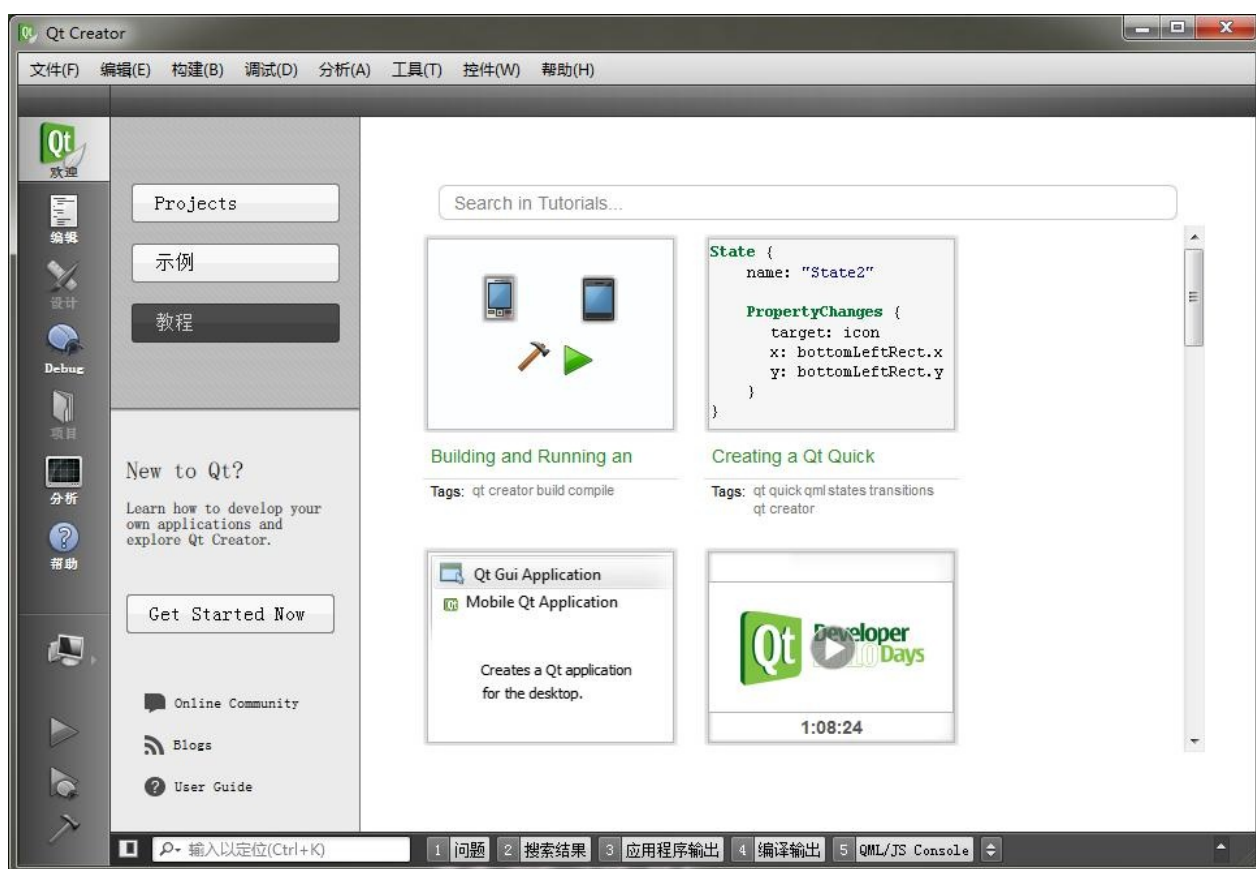 Qt Creator
文件(F) 编辑(E) 构建(B) 调试(D) 分析(A) 工具(T) 控件(W) 帮助(H)
Qt
欢迎
编辑
设计
Debug
项目
分析
帮助
Projects
示例
教程
New to Qt?
Learn how to develop your
own applications and
explore Qt Creator.
Get Started Now
Online Community
Blogs
User Guide
Search in Tutorials...
State {
name: "State2"
PropertyChanges {
target: icon
x: bottomLeftRect.x
y: bottomLeftRect.y
}
}
Building and Running an
Tags: qt creator build compile
Creating a Qt Quick
Tags: qt quick qml states transitions
qt creator
Qt Gui Application
Mobile Qt Application
Creates a Qt application
for the desktop.
Qt Developer
Days
1:08:24
输入以定位(Ctrl+K)
1 问题 2 搜索结果 3 应用程序输出 4 编译输出 5 QML/JS Console